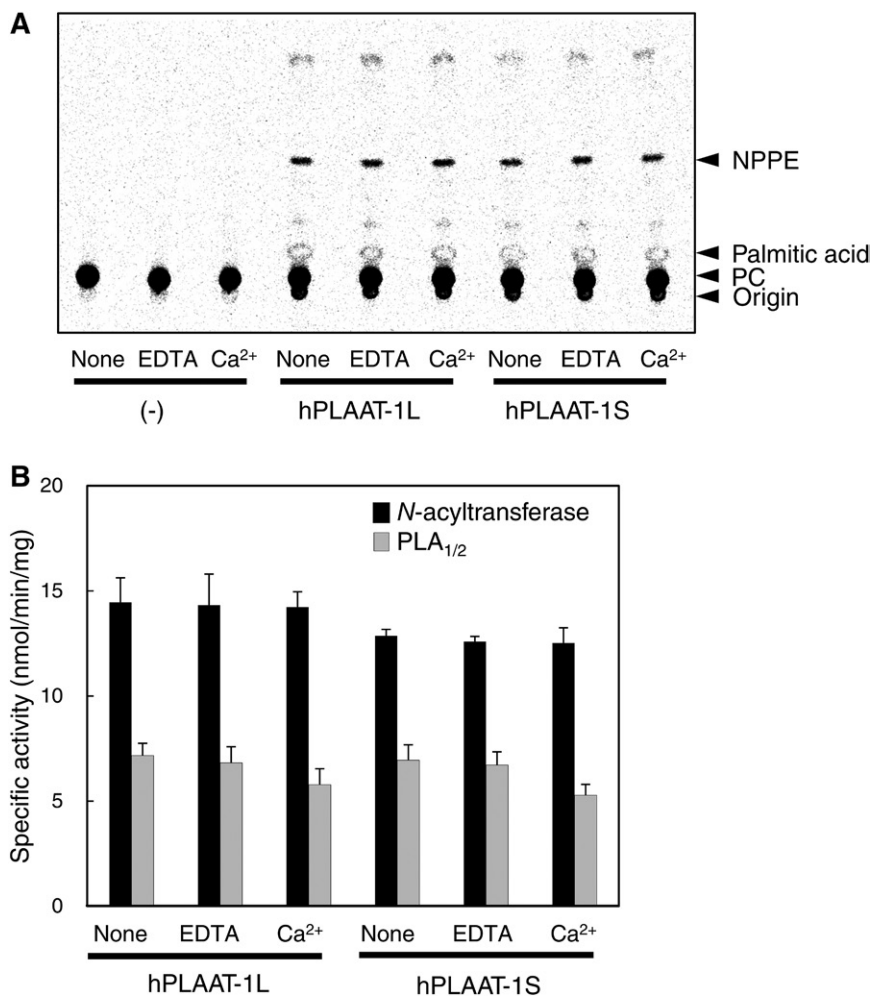 A
NPPE
Palmitic acid
PC
Origin
None EDTA Ca²⁺ None EDTA Ca²⁺ None EDTA Ca²⁺
(-) hPLAAT-1L hPLAAT-1S
B
20
N-acyltransferase
PLA₁/₂
15
10
5
0
Specific activity (nmol/min/mg)
None EDTA Ca²⁺ None EDTA Ca²⁺
hPLAAT-1L hPLAAT-1S